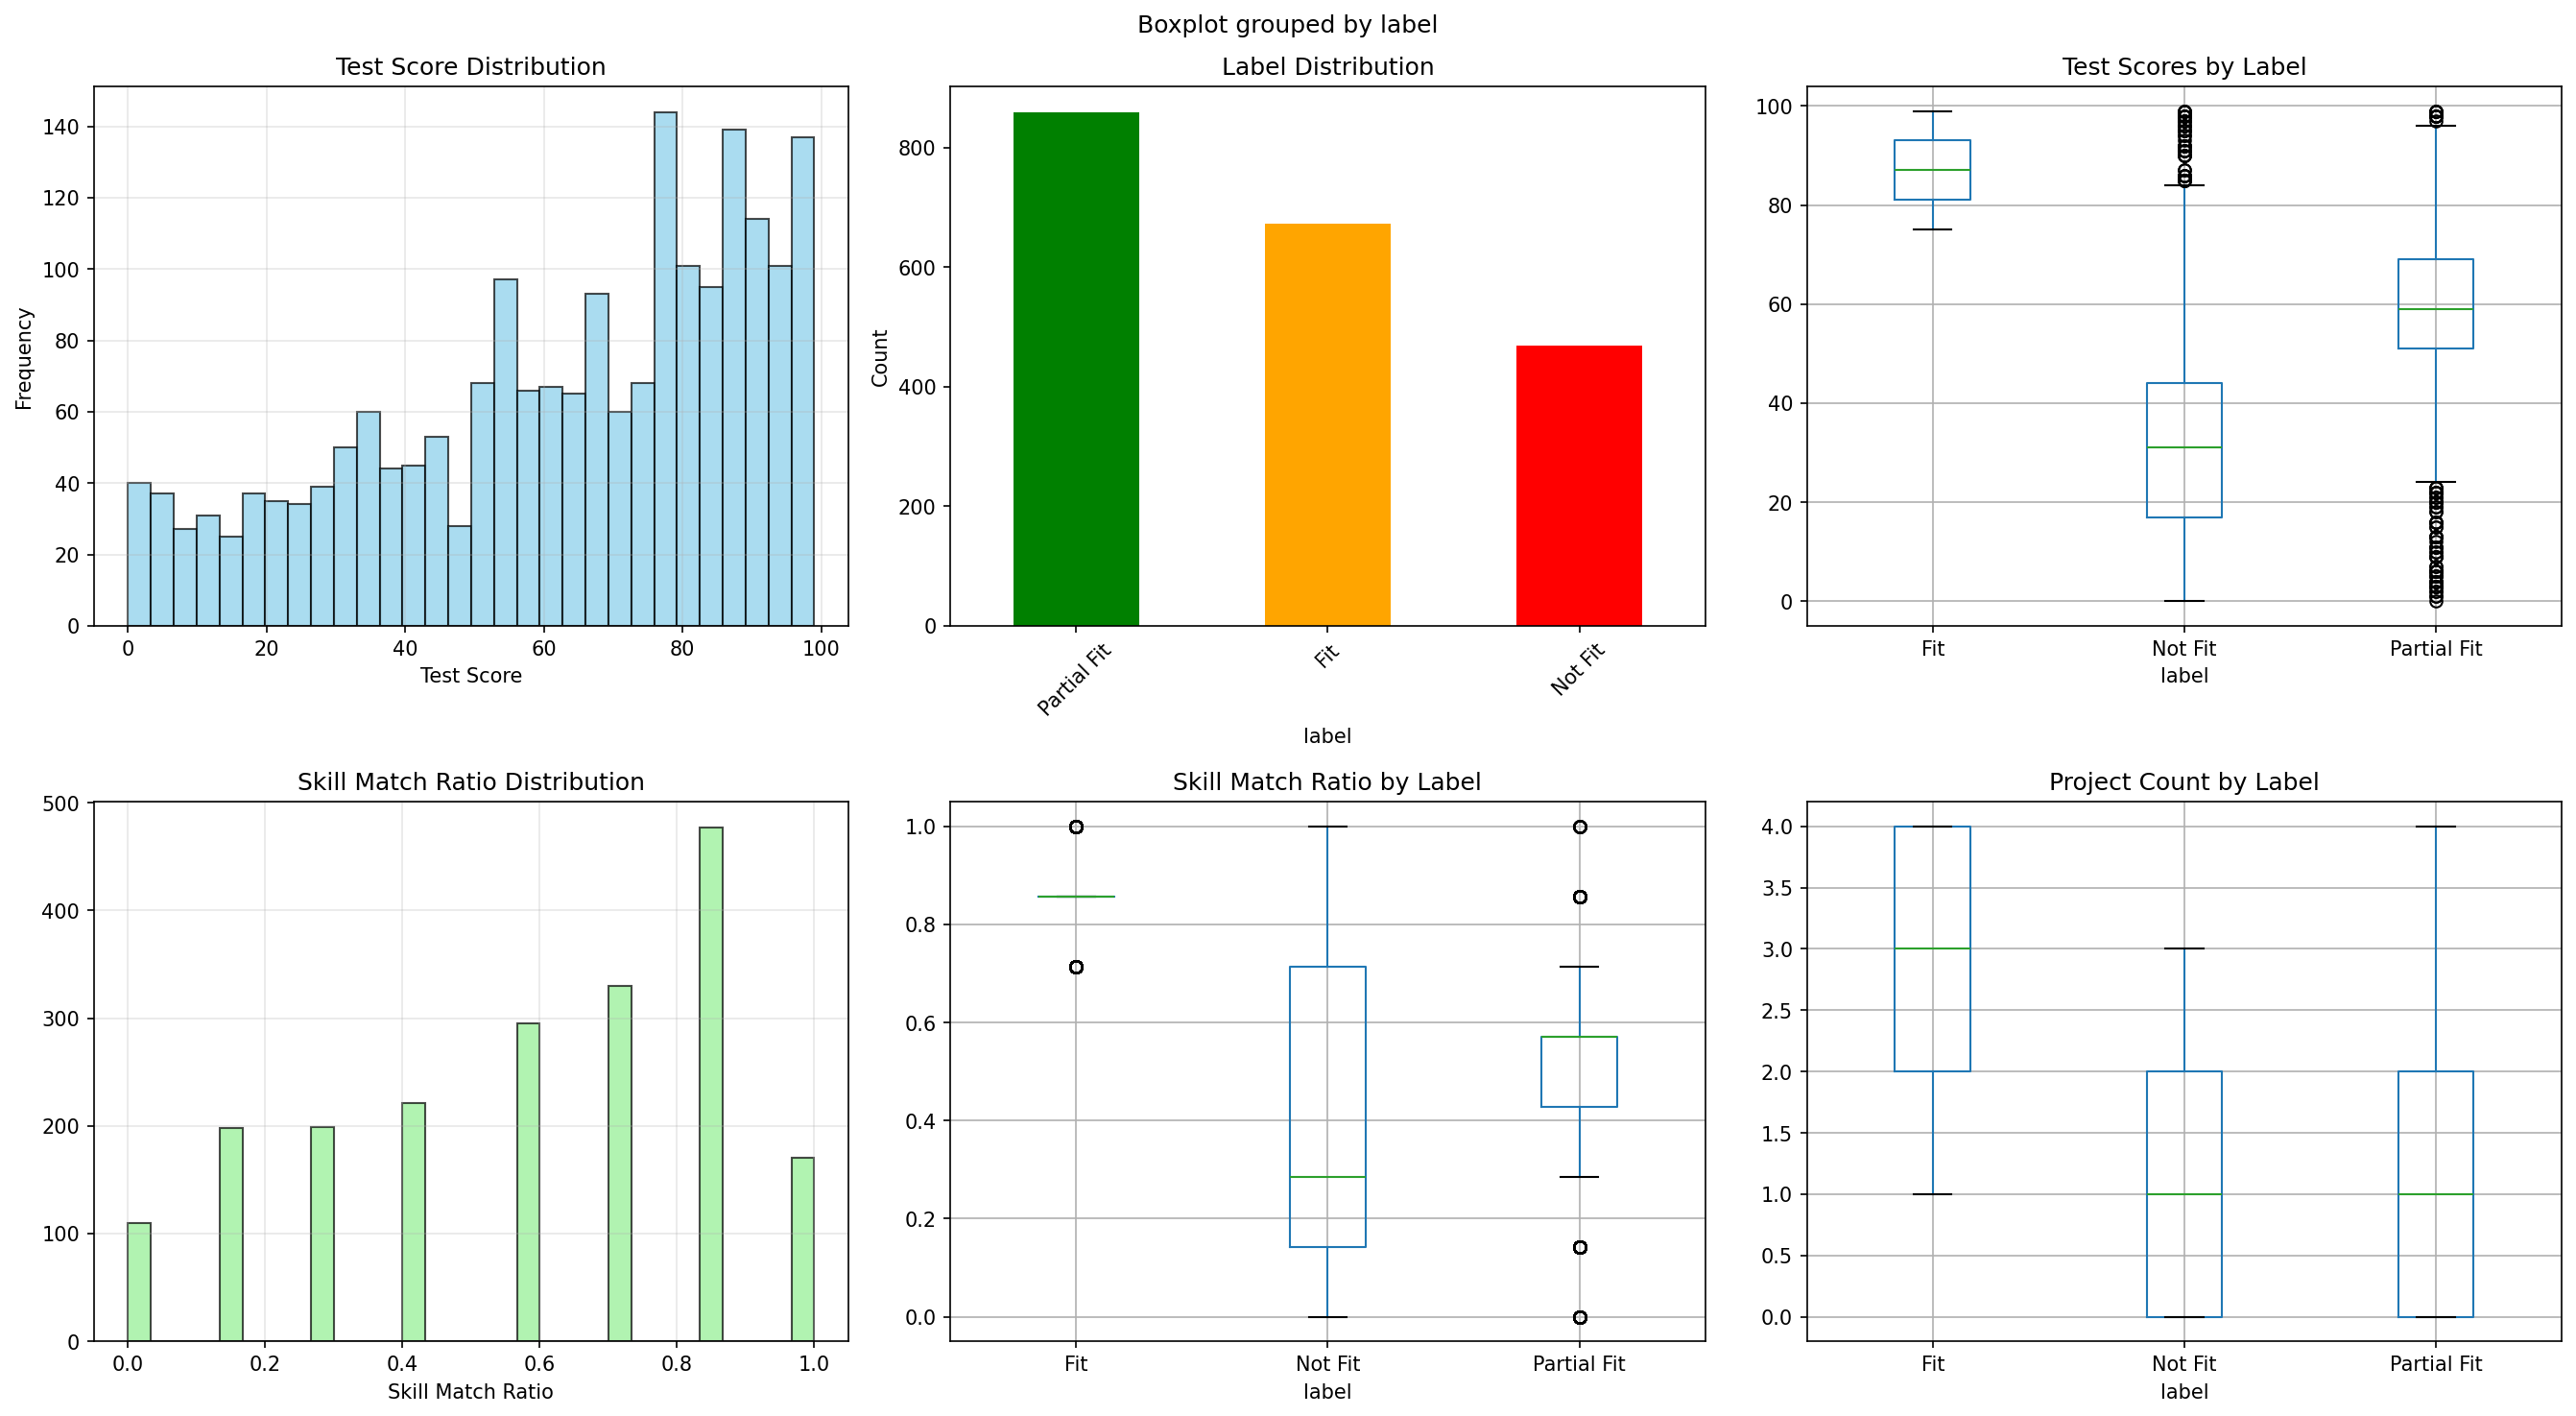 Boxplot grouped by label
Test Score Distribution
Frequency
140
120
100
80
60
40
20
0
0 20 40 60 80 100
Test Score
Label Distribution
Count
800
600
400
200
0
Partial Fit Fit Not Fit
label
Test Scores by Label
100
80
60
40
20
0
Fit Not Fit Partial Fit
label
Skill Match Ratio Distribution
500
400
300
200
100
0
0.0 0.2 0.4 0.6 0.8 1.0
Skill Match Ratio
Skill Match Ratio by Label
1.0
0.8
0.6
0.4
0.2
0.0
Fit Not Fit Partial Fit
label
Project Count by Label
4.0
3.5
3.0
2.5
2.0
1.5
1.0
0.5
0.0
Fit Not Fit Partial Fit
label